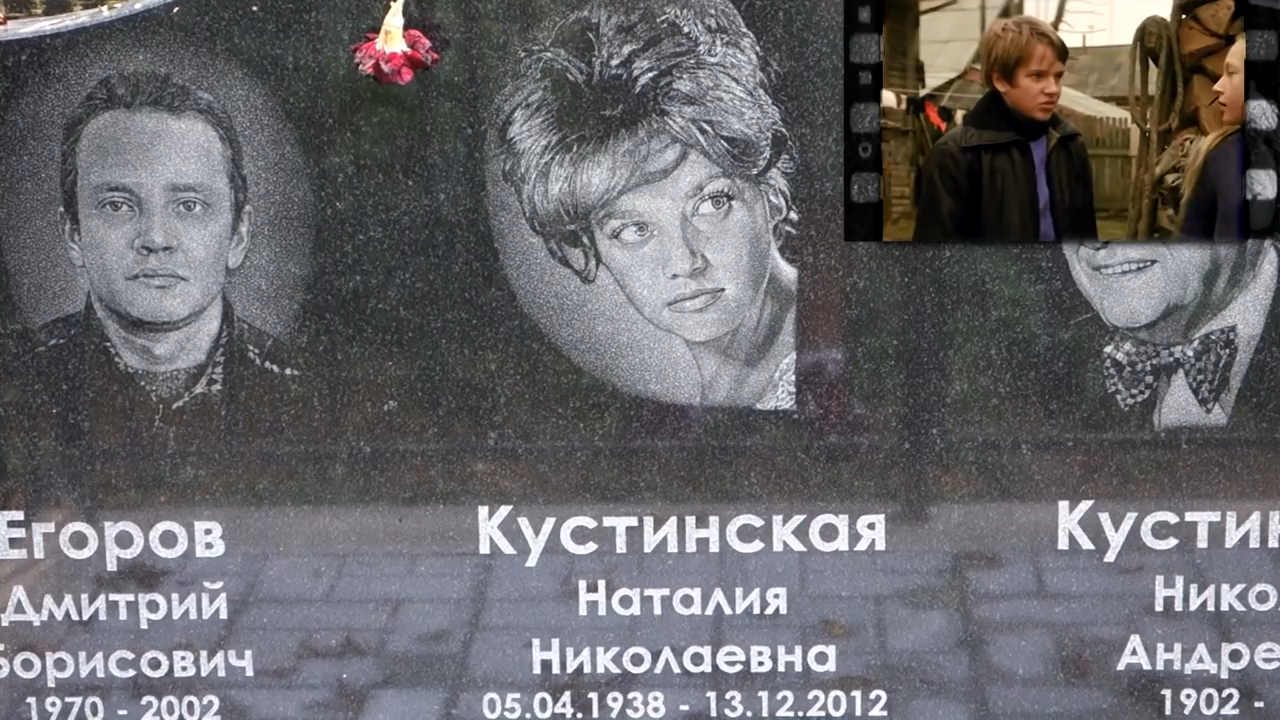 Егоров
Дмитрий
Борисович
1970 - 2002
Кустинская
Наталия
Николаевна
05.04.1938 - 13.12.2012
Кустин
Нико
Андре
1902 -